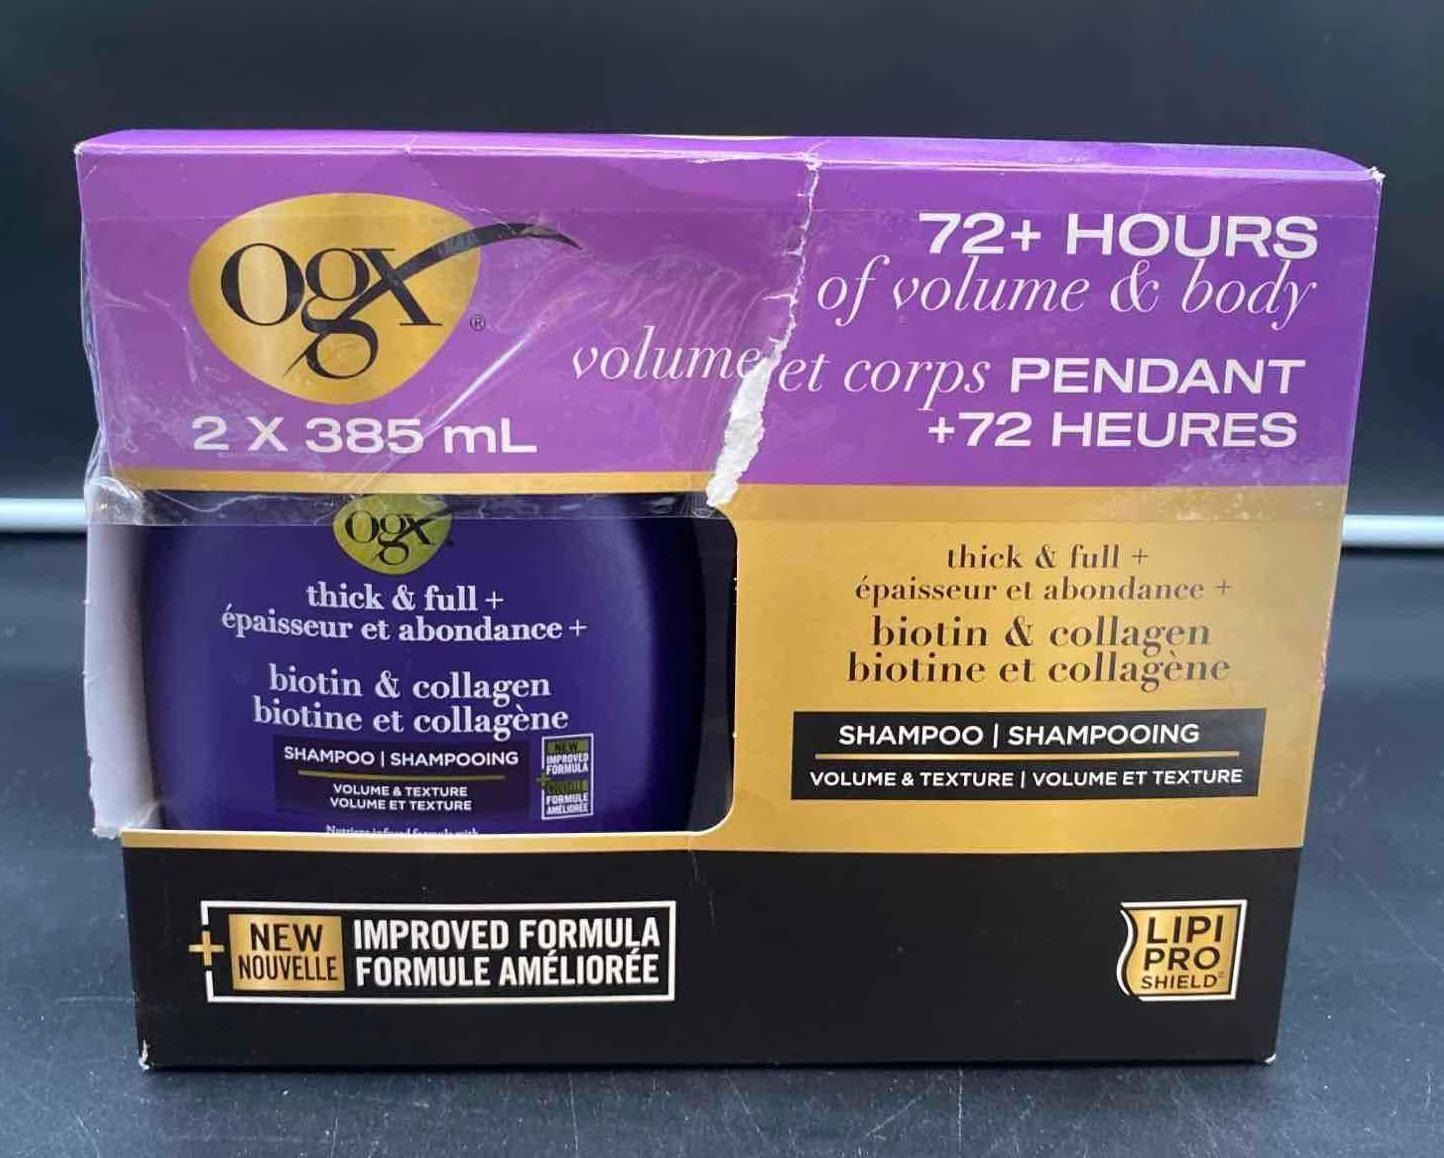 ogx®
2 X 385 mL
72+ HOURS
of volume & body
volume et corps PENDANT
+72 HEURES
ogx
thick & full +
épaisseur et abondance +
biotin & collagen
biotine et collagène
SHAMPOO | SHAMPOOING
VOLUME & TEXTURE
VOLUME ET TEXTURE
NEW
IMPROVED
FORMULA
FORMULE
AMÉLIORÉE
thick & full +
épaisseur et abondance +
biotin & collagen
biotine et collagène
SHAMPOO | SHAMPOOING
VOLUME & TEXTURE | VOLUME ET TEXTURE
+ NEW IMPROVED FORMULA
NOUVELLE FORMULE AMÉLIORÉE
LIPI
PRO
SHIELD